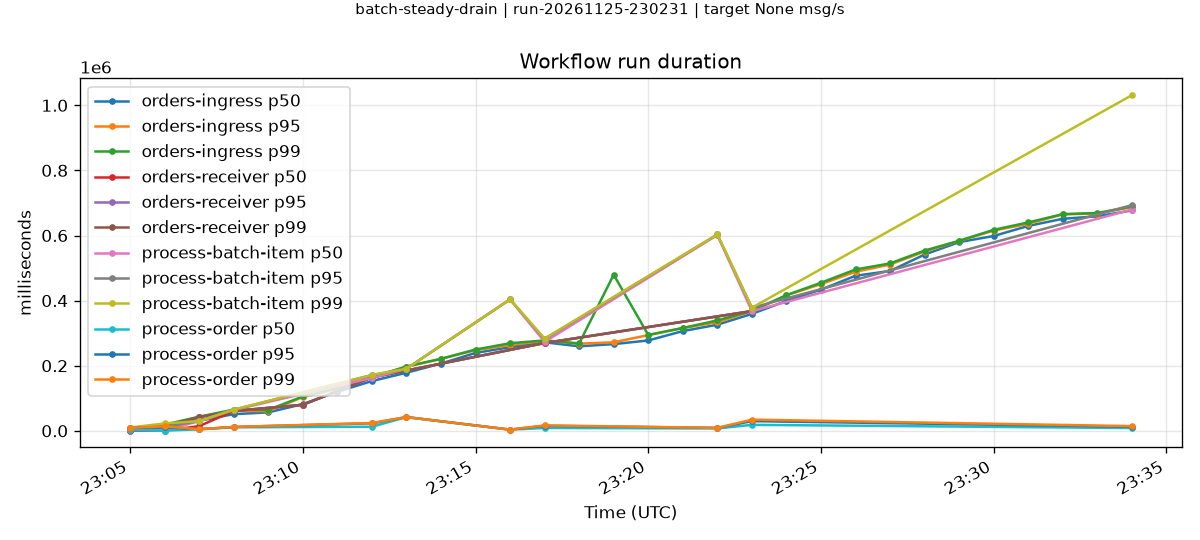 batch-steady-drain | run-20261125-230231 | target None msg/s
Workflow run duration
1e6
1.0
0.8
0.6
0.4
0.2
0.0
milliseconds
orders-ingress p50
orders-ingress p95
orders-ingress p99
orders-receiver p50
orders-receiver p95
orders-receiver p99
process-batch-item p50
process-batch-item p95
process-batch-item p99
process-order p50
process-order p95
process-order p99
23:05
23:10
23:15
23:20
23:25
23:30
23:35
Time (UTC)